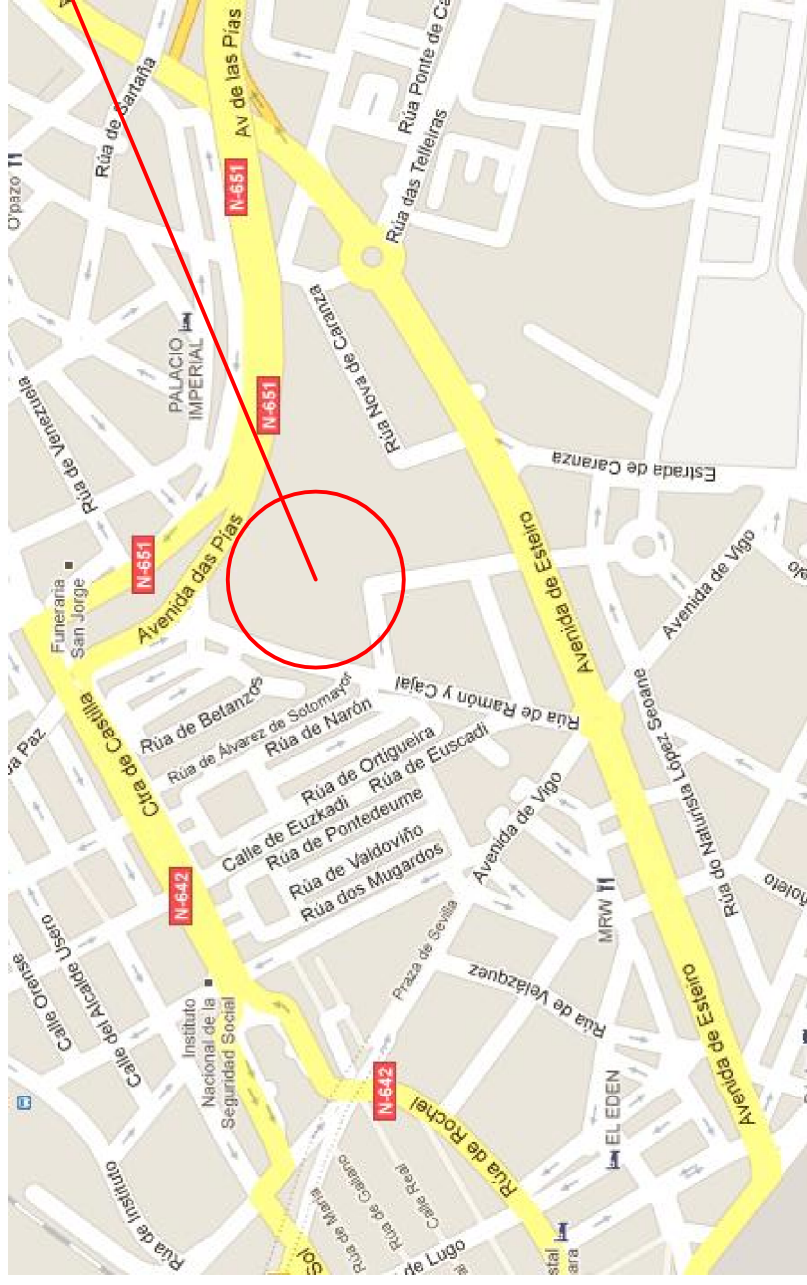 Av de las Pías
Rúa Ponte de Ca
Rúa de Sartaña
O'pazo
N-651
Rúa das Telleiras
Rúa Nova de Caranza
PALACIO
IMPERIAL
N-651
Rúa de Venezuela
Estrada de Caranza
N-651
Avenida das Pías
Funeraria
San Jorge
Avenida de Esteiro
Avenida de Vigo
Rúa de Betanzos
Rúa de Álvarez de Sotomayor
Rúa de Narón
Rúa de Ramón y Cajal
Ctra de Castilla
a Paz
Rúa de Ortigueira
Rúa de Euscadi
Calle de Euzkadi
Rúa de Pontedeume
Rúa de Valdoviño
Rúa dos Mugardos
Rúa do Naturista López Seoane
Avenida de Vigo
N-642
MRW
ñoleto
Calle Orense
Calle del Alcalde Usero
Praza de Sevilla
Rúa de Velázquez
Instituto
Nacional de la
Seguridad Social
Avenida de Esteiro
N-642
EL EDEN
Rúa de Rochel
Rúa de Instituto
Rúa de María
Rúa de Galiano
Calle Real
Sol
de Lugo
stal
ara